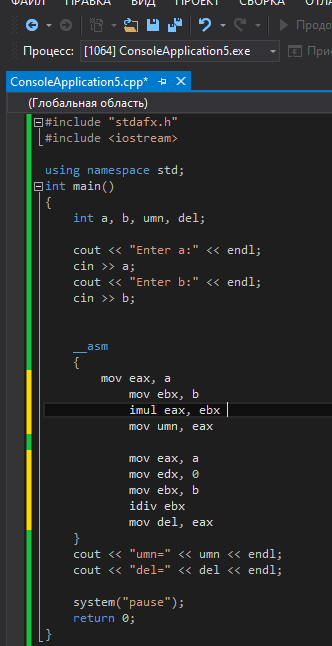 ФАЙЛ ПРАВКА ВИД ПРОЕКТ СБОРКА
Продо
Процесс: [1064] ConsoleApplication5.exe
ConsoleApplication5.cpp*
(Глобальная область)
#include "stdafx.h"
#include <iostream>
using namespace std;
int main()
{
int a, b, umn, del;
cout << "Enter a:" << endl;
cin >> a;
cout << "Enter b:" << endl;
cin >> b;
__asm
{
mov eax, a
mov ebx, b
imul eax, ebx
mov umn, eax
mov eax, a
mov edx, 0
mov ebx, b
idiv ebx
mov del, eax
}
cout << "umn=" << umn << endl;
cout << "del=" << del << endl;
system("pause");
return 0;
}